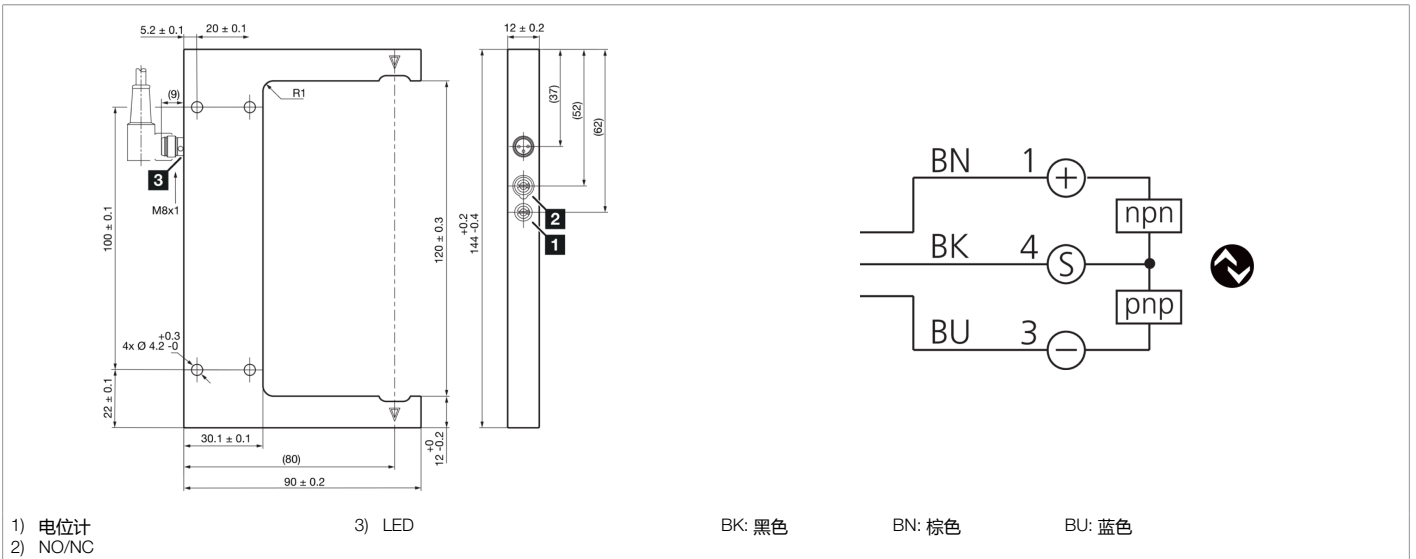 5.2 ± 0.1
20 ± 0.1
12 ± 0.2
(9)
R1
(37)
(52)
(62)
3
M8x1
100 ± 0.1
120 ± 0.3
+0.2
144 -0.4
2
1
+0.3
4x Ø 4.2 -0
22 ± 0.1
30.1 ± 0.1
+0
12 -0.2
(80)
90 ± 0.2
BN 1 +
npn
BK 4 S
pnp
BU 3 −
1) 电位计
2) NO/NC
3) LED
BK: 黑色
BN: 棕色
BU: 蓝色